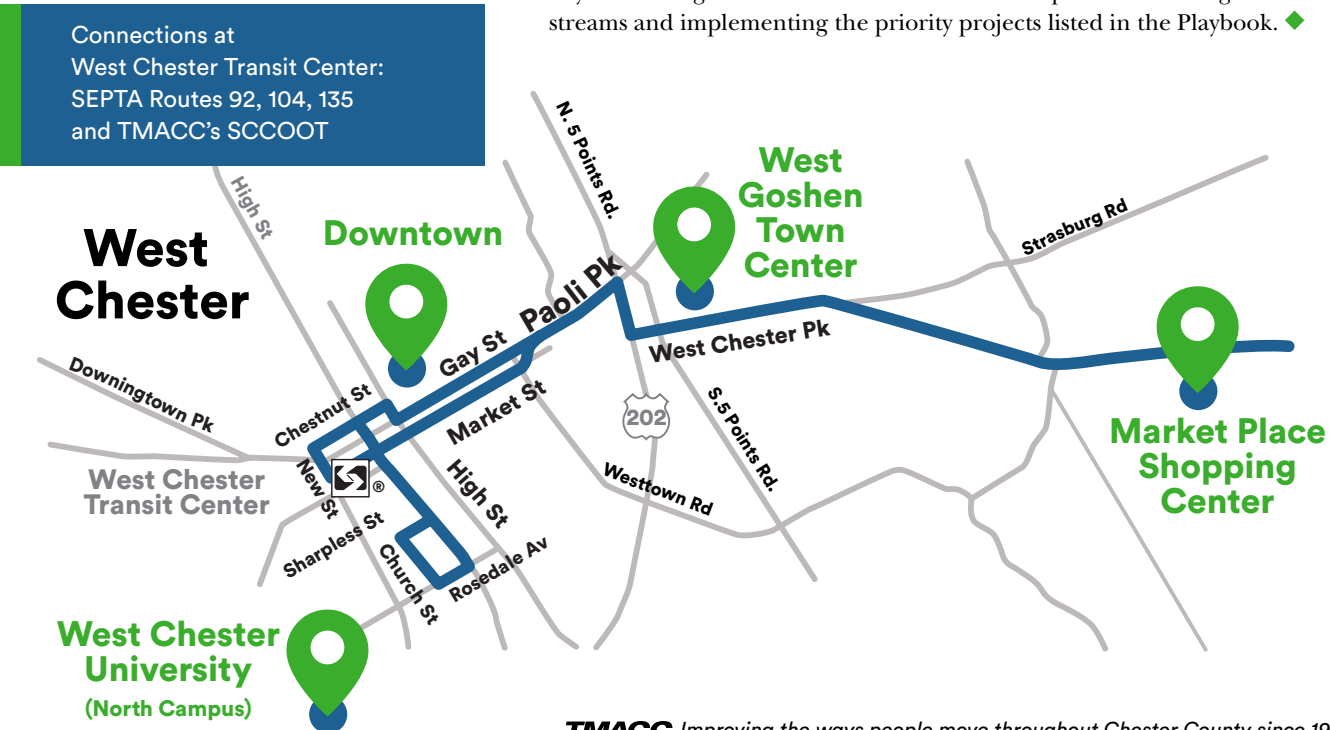 streams and implementing the priority projects listed in the Playbook. ◆
Connections at
West Chester Transit Center:
SEPTA Routes 92, 104, 135
and TMACC’s SCCOOT
N. 5 Points Rd.
West
Goshen
Town
Center
High St
Strasburg Rd
Downtown
West
Chester
Paoli Pk
Gay St
West Chester Pk
Downingtown Pk
Chestnut St
Market St
S.5 Points Rd.
202
Market Place
Shopping
Center
West Chester
Transit Center
New St
®
High St
Westtown Rd
Sharpless St
Church St
Rosedale Av
West Chester
University
(North Campus)
TMACC Improving the ways people move throughout Chester County since